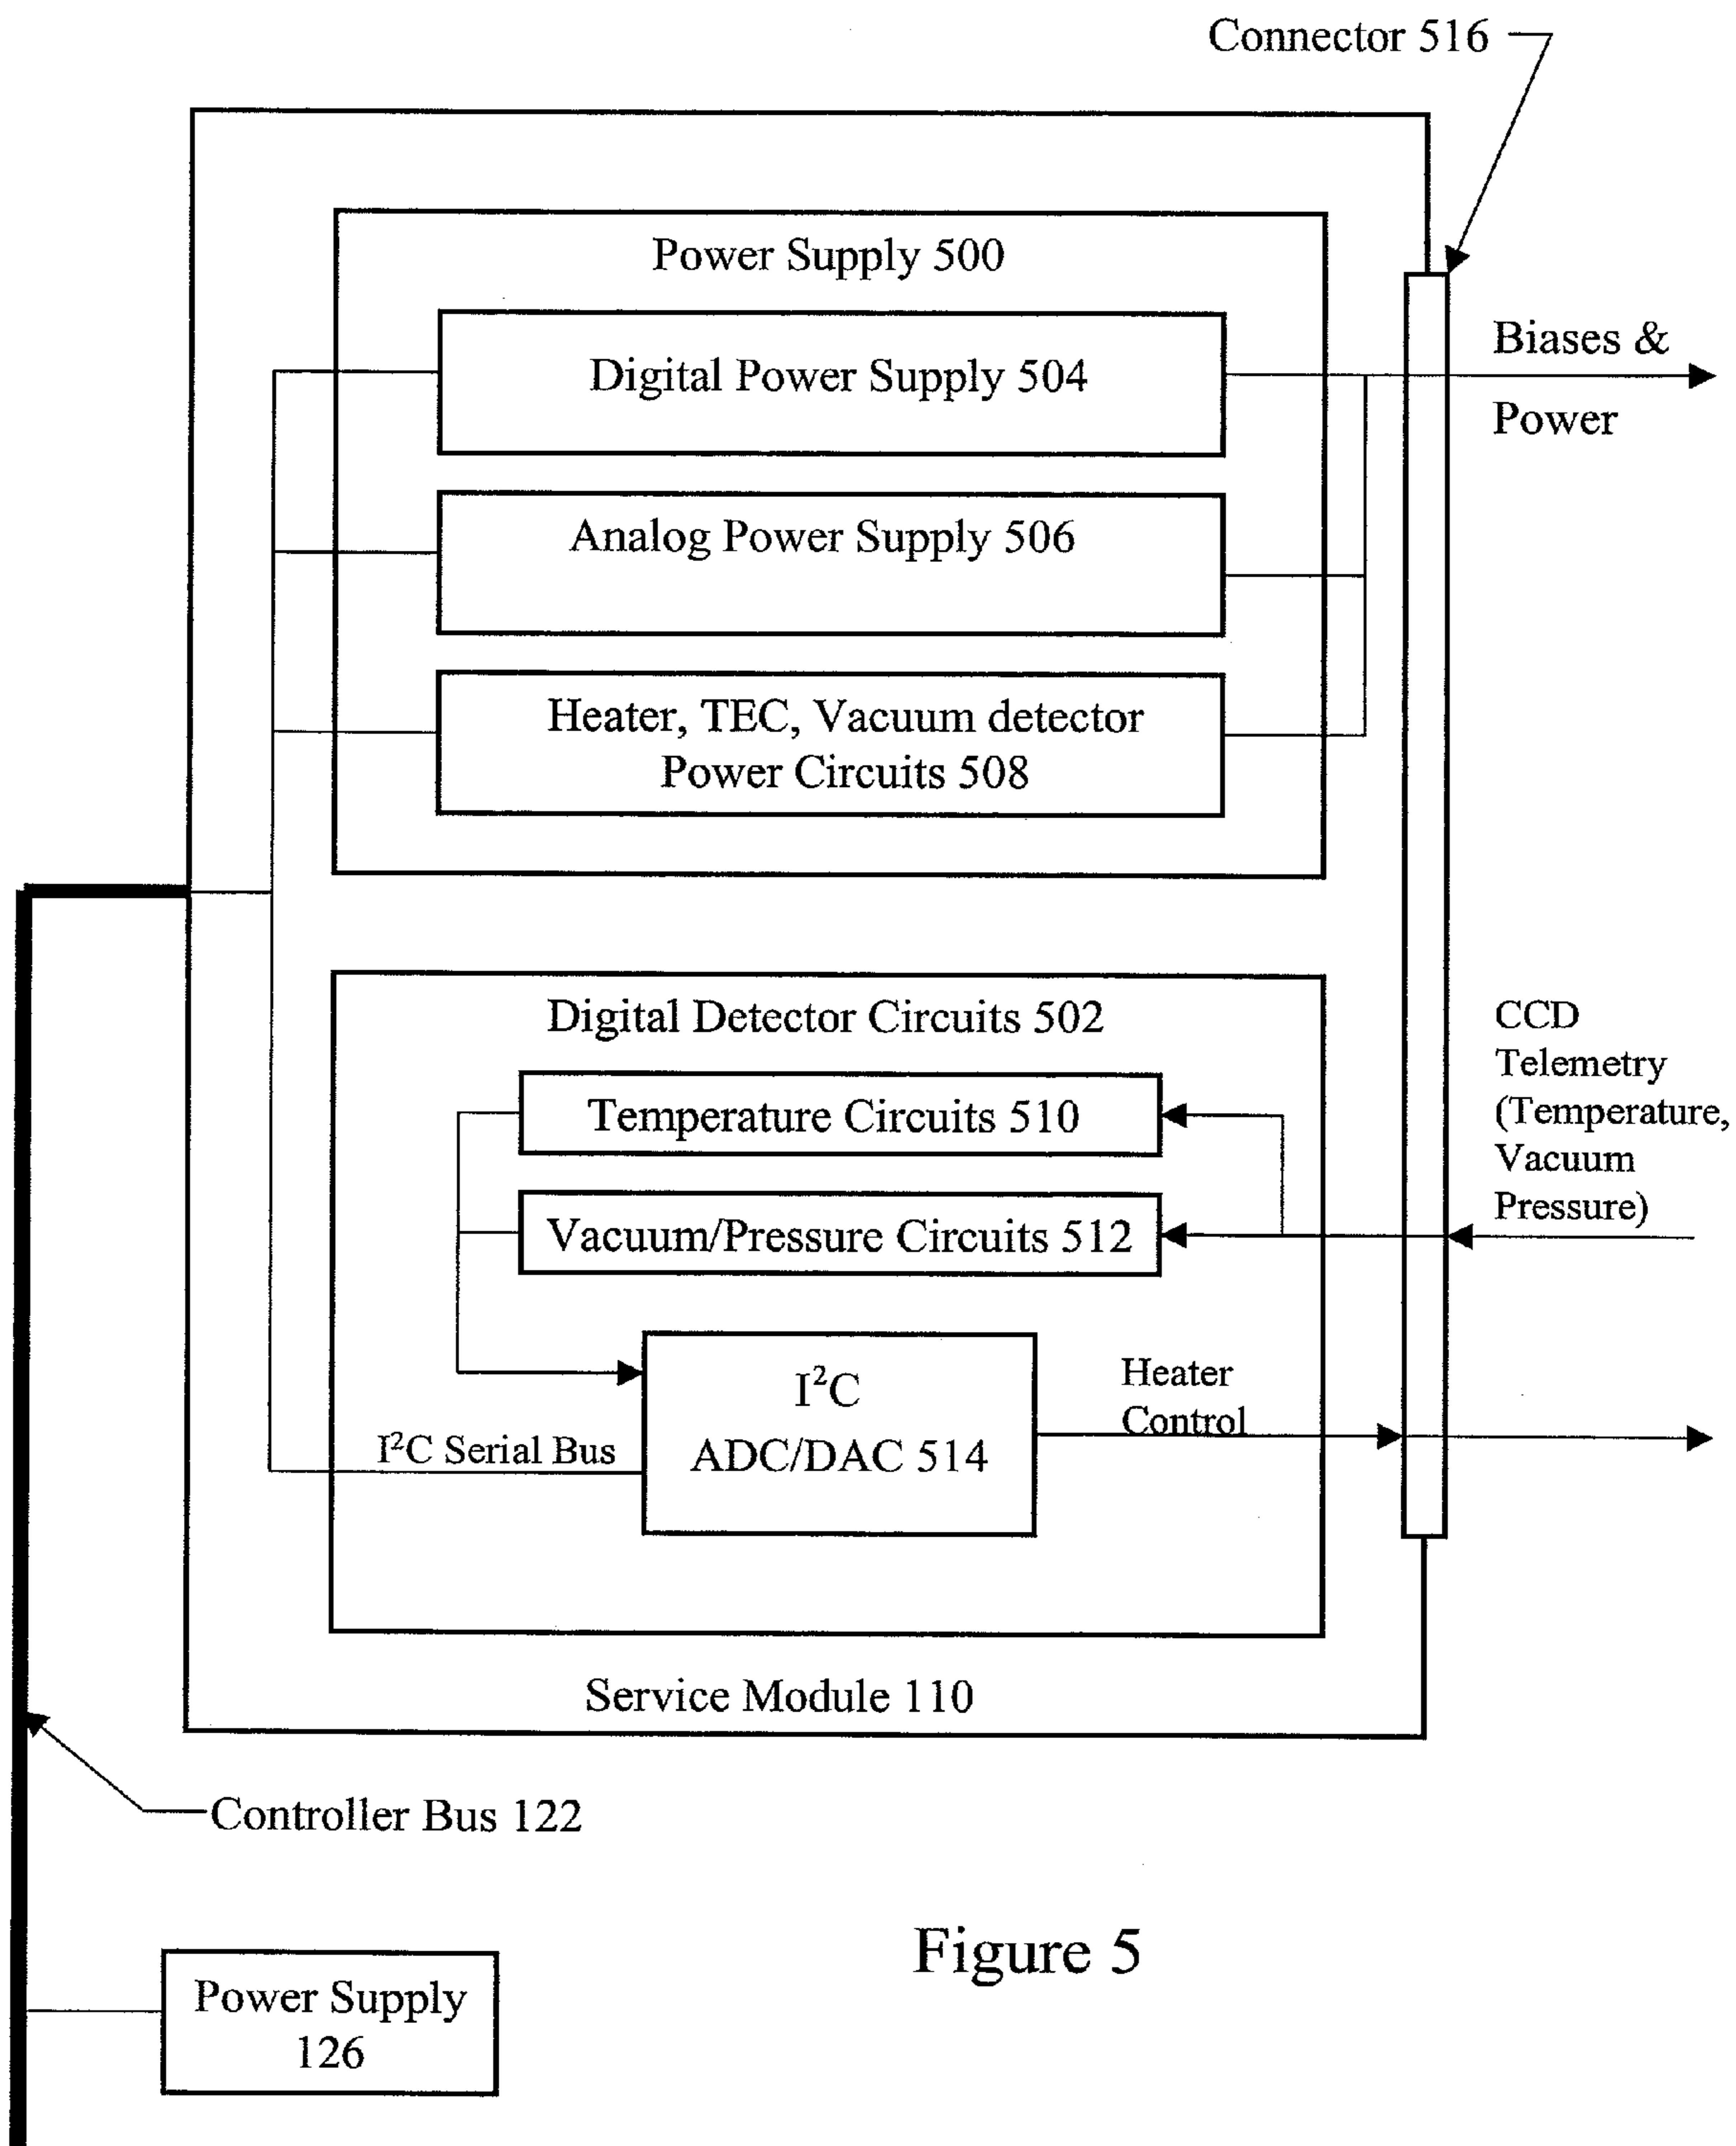 Connector 516
Power Supply 500
Digital Power Supply 504
Biases &
Power
Analog Power Supply 506
Heater, TEC, Vacuum detector
Power Circuits 508
Digital Detector Circuits 502
CCD
Telemetry
(Temperature,
Vacuum
Pressure)
Temperature Circuits 510
Vacuum/Pressure Circuits 512
I²C
ADC/DAC 514
Heater
Control
I²C Serial Bus
Service Module 110
Controller Bus 122
Figure 5
Power Supply
126